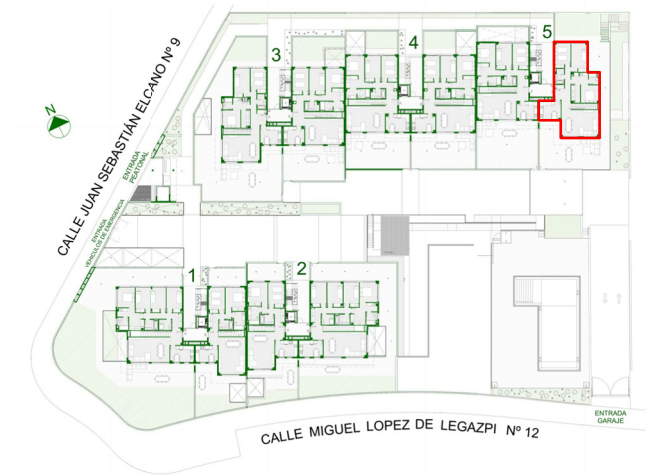 5
4
3
N
CALLE JUAN SEBASTIÁN ELCANO Nº 9
ENTRADA
PEATONAL
ENTRADA
VEHICULOS DE EMERGENCIA
1
2
ENTRADA
GARAJE
CALLE MIGUEL LOPEZ DE LEGAZPI Nº 12